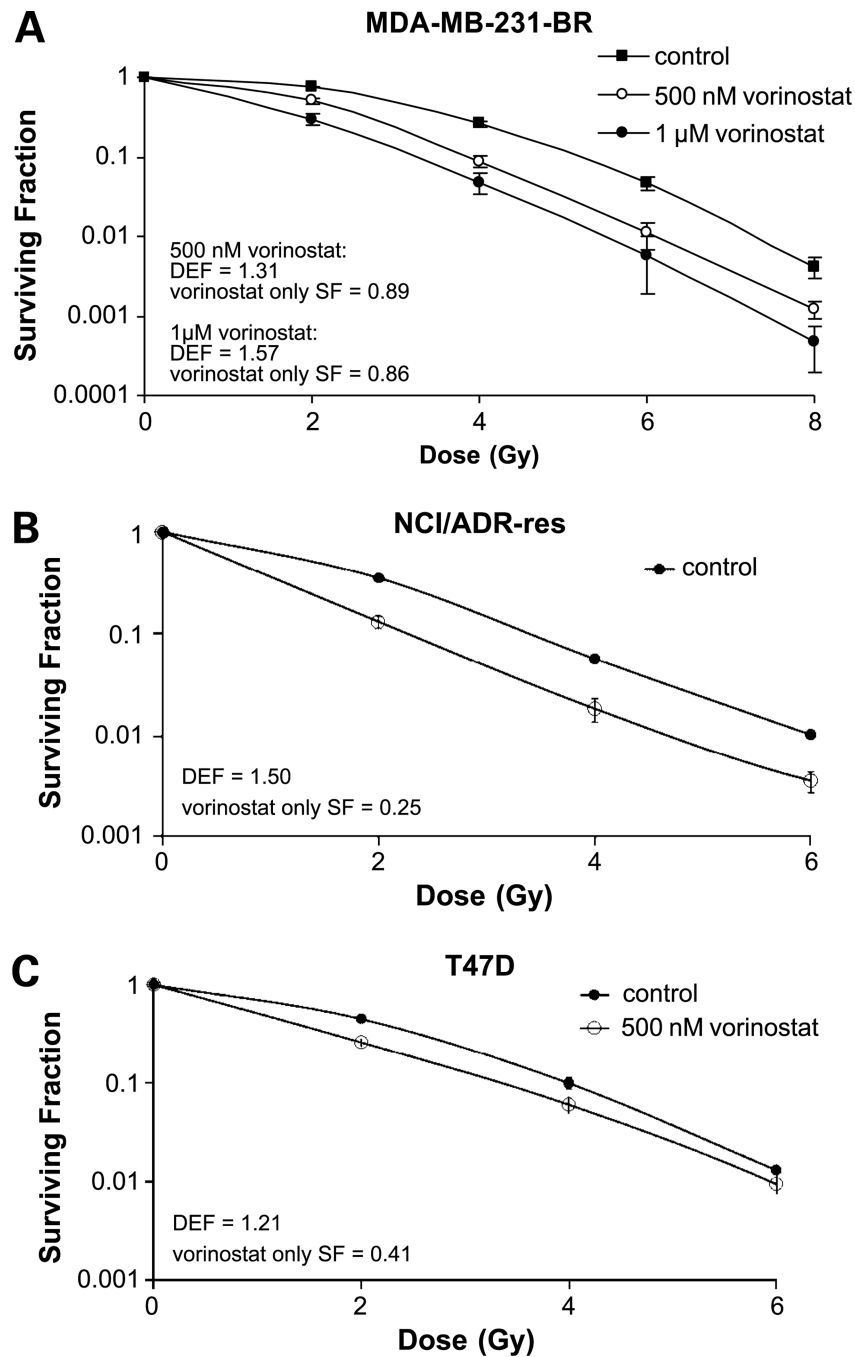 A
MDA-MB-231-BR
control
500 nM vorinostat
1 µM vorinostat
Surviving Fraction
1
0.1
0.01
0.001
0.0001
500 nM vorinostat:
DEF = 1.31
vorinostat only SF = 0.89
1µM vorinostat:
DEF = 1.57
vorinostat only SF = 0.86
0 2 4 6 8
Dose (Gy)
B
NCI/ADR-res
control
Surviving Fraction
1
0.1
0.01
0.001
DEF = 1.50
vorinostat only SF = 0.25
0 2 4 6
Dose (Gy)
C
T47D
control
500 nM vorinostat
Surviving Fraction
1
0.1
0.01
0.001
DEF = 1.21
vorinostat only SF = 0.41
0 2 4 6
Dose (Gy)